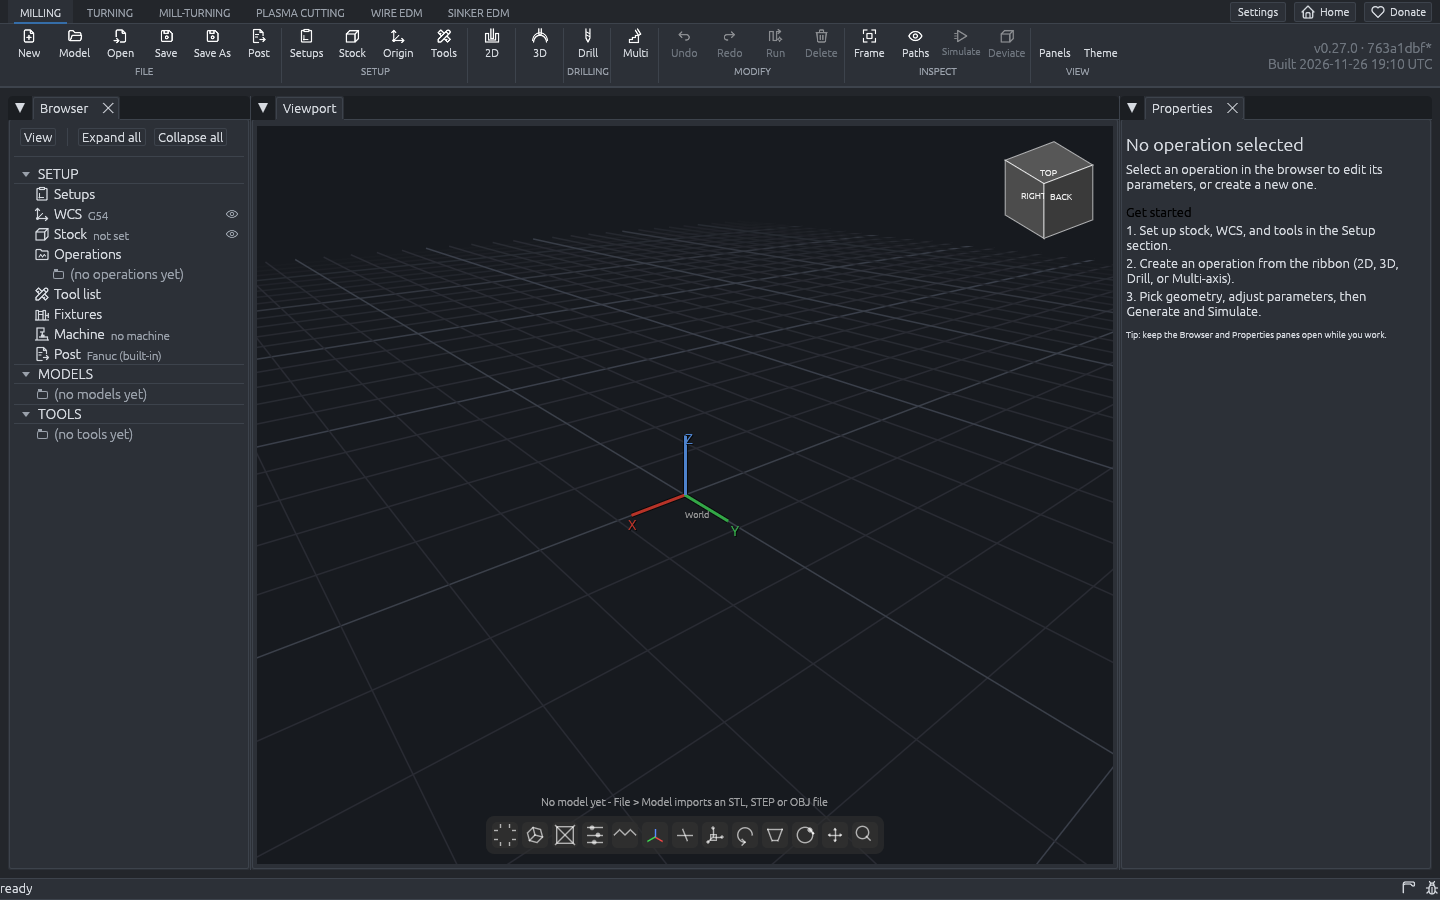 MILLING TURNING MILL-TURNING PLASMA CUTTING WIRE EDM SINKER EDM Settings Home Donate
New Model Open Save Save As Post Setups Stock Origin Tools 2D 3D Drill Multi Undo Redo Run Delete Frame Paths Simulate Deviate Panels Theme
FILE SETUP DRILLING MODIFY INSPECT VIEW
v0.27.0 · 763a1dbf*
Built 2026-11-26 19:10 UTC
Browser
View Expand all Collapse all
SETUP
Setups
WCS G54
Stock not set
Operations
(no operations yet)
Tool list
Fixtures
Machine no machine
Post Fanuc (built-in)
MODELS
(no models yet)
TOOLS
(no tools yet)
Viewport
TOP
RIGHT BACK
Z
X
World
Y
No model yet - File > Model imports an STL, STEP or OBJ file
Properties
No operation selected
Select an operation in the browser to edit its
parameters, or create a new one.
Get started
1. Set up stock, WCS, and tools in the Setup
section.
2. Create an operation from the ribbon (2D, 3D,
Drill, or Multi-axis).
3. Pick geometry, adjust parameters, then
Generate and Simulate.
Tip: keep the Browser and Properties panes open while you work.
ready